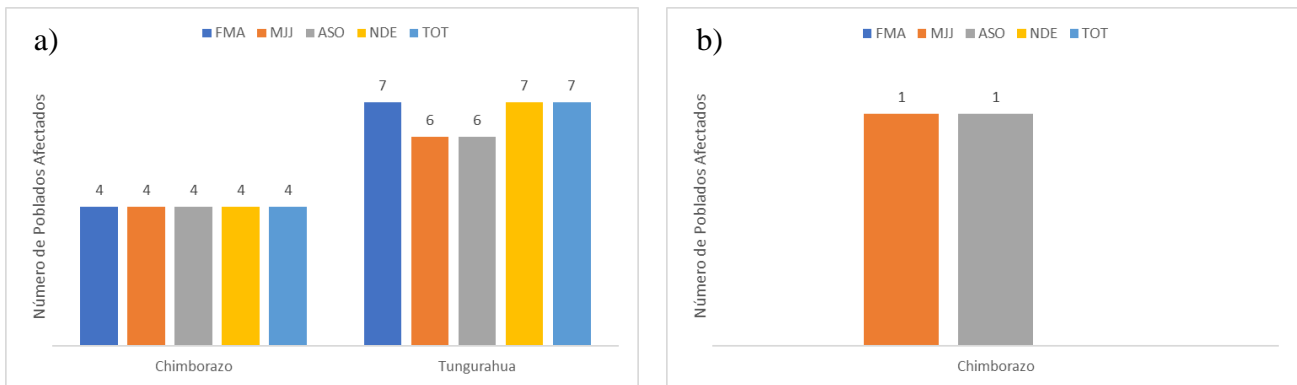 a)
FMA MJJ ASO NDE TOT
Número de Poblados Afectados
7 7 7
6 6
4 4 4 4 4
Chimborazo Tungurahua
b)
FMA MJJ ASO NDE TOT
Número de Poblados Afectados
1 1
Chimborazo